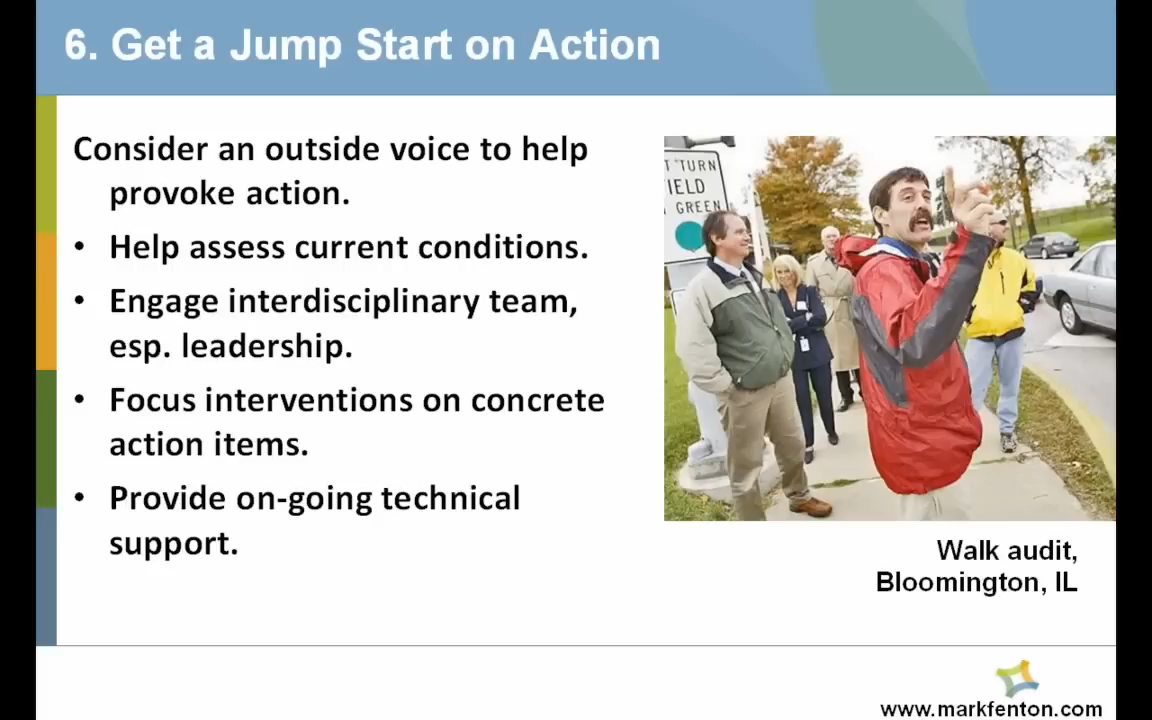 6. Get a Jump Start on Action
Consider an outside voice to help
provoke action.
• Help assess current conditions.
• Engage interdisciplinary team,
esp. leadership.
• Focus interventions on concrete
action items.
• Provide on-going technical
support.
TURN
GREEN
Walk audit,
Bloomington, IL
www.markfenton.com